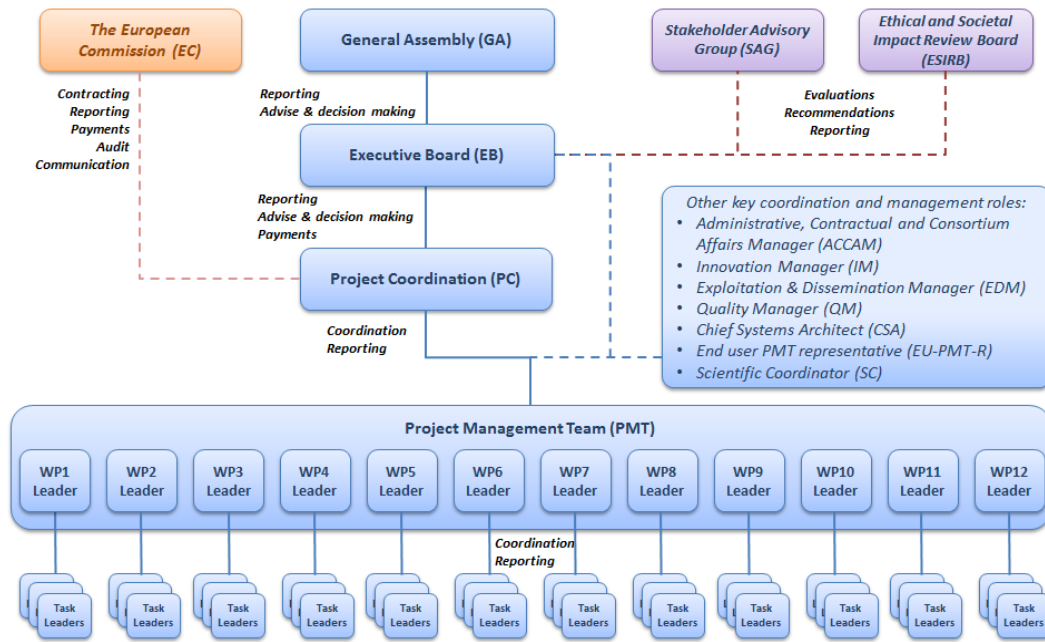 The European
Commission (EC)
General Assembly (GA)
Stakeholder Advisory
Group (SAG)
Ethical and Societal
Impact Review Board
(ESIRB)
Contracting
Reporting
Payments
Audit
Communication
Reporting
Advise & decision making
Evaluations
Recommendations
Reporting
Executive Board (EB)
Reporting
Advise & decision making
Payments
Other key coordination and management roles:
• Administrative, Contractual and Consortium
Affairs Manager (ACCAM)
• Innovation Manager (IM)
• Exploitation & Dissemination Manager (EDM)
• Quality Manager (QM)
• Chief Systems Architect (CSA)
• End user PMT representative (EU-PMT-R)
• Scientific Coordinator (SC)
Project Coordination (PC)
Coordination
Reporting
Project Management Team (PMT)
WP1
Leader
WP2
Leader
WP3
Leader
WP4
Leader
WP5
Leader
WP6
Leader
WP7
Leader
WP8
Leader
WP9
Leader
WP10
Leader
WP11
Leader
WP12
Leader
Coordination
Reporting
Task
Leaders
Task
Leaders
Task
Leaders
Task
Leaders
Task
Leaders
Task
Leaders
Task
Leaders
Task
Leaders
Task
Leaders
Task
Leaders
Task
Leaders
Task
Leaders